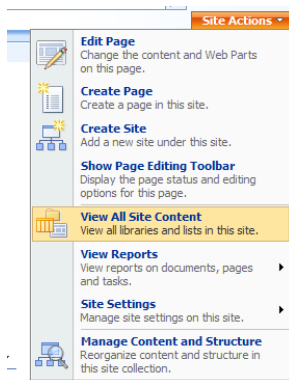 Site Actions
Edit Page
Change the content and Web Parts
on this page.
Create Page
Create a page in this site.
Create Site
Add a new site under this site.
Show Page Editing Toolbar
Display the page status and editing
options for this page.
View All Site Content
View all libraries and lists in this site.
View Reports
View reports on documents, pages
and tasks.
Site Settings
Manage site settings on this site.
Manage Content and Structure
Reorganize content and structure in
this site collection.